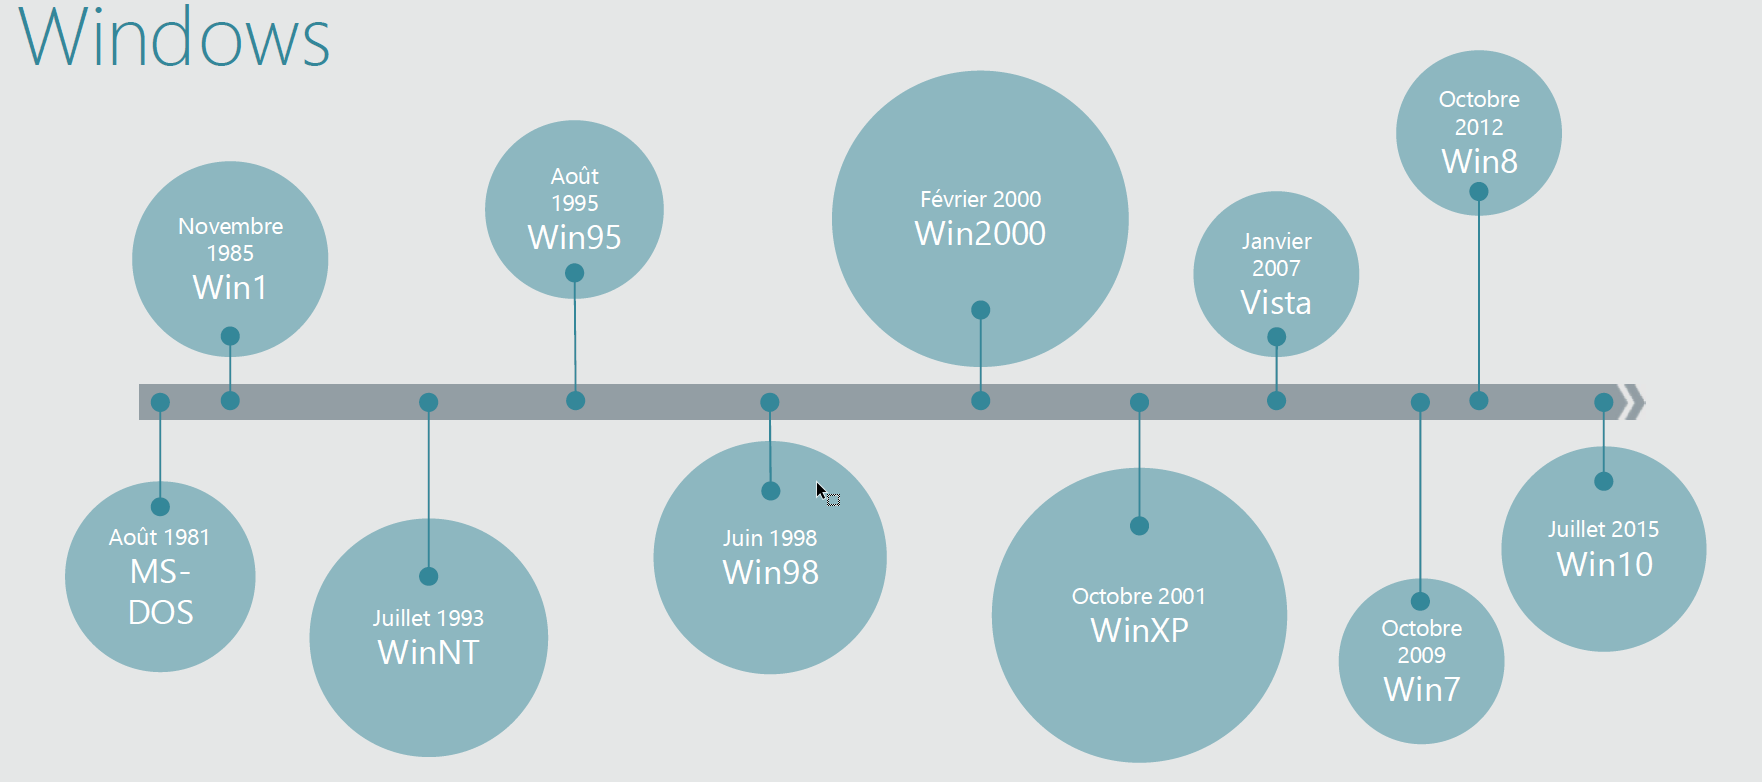 Windows
Août 1981
MS-
DOS
Novembre
1985
Win1
Juillet 1993
WinNT
Août
1995
Win95
Juin 1998
Win98
Février 2000
Win2000
Octobre 2001
WinXP
Janvier
2007
Vista
Octobre
2009
Win7
Octobre
2012
Win8
Juillet 2015
Win10